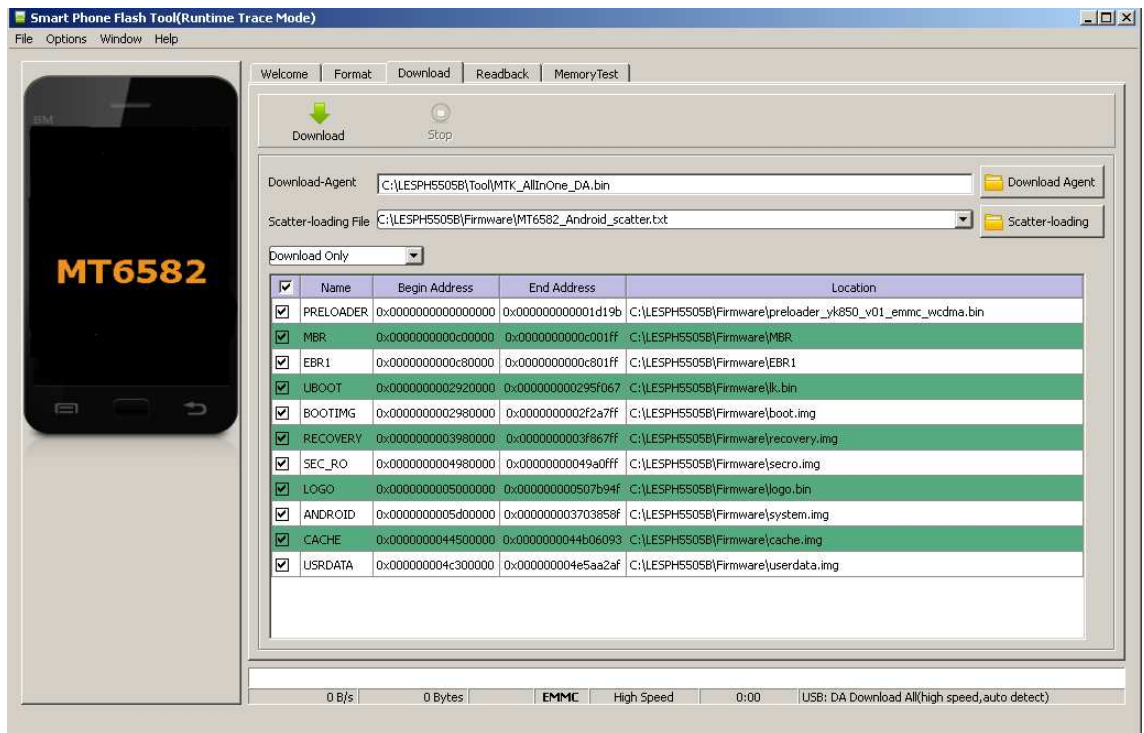 Smart Phone Flash Tool(Runtime Trace Mode)
File Options Window Help
BM
MT6582
Welcome Format Download Readback MemoryTest
Download Stop
Download-Agent C:\LESPH5505B\Tool\MTK_AllInOne_DA.bin Download Agent
Scatter-loading File C:\LESPH5505B\Firmware\MT6582_Android_scatter.txt Scatter-loading
Download Only
Name Begin Address End Address Location
PRELOADER 0x0000000000000000 0x000000000001d19b C:\LESPH5505B\Firmware\preloader_yk850_v01_emmc_wcdma.bin
MBR 0x0000000000c00000 0x0000000000c001ff C:\LESPH5505B\Firmware\MBR
EBR1 0x0000000000c80000 0x0000000000c801ff C:\LESPH5505B\Firmware\EBR1
UBOOT 0x0000000002920000 0x000000000295f067 C:\LESPH5505B\Firmware\lk.bin
BOOTIMG 0x0000000002980000 0x0000000002f2a7ff C:\LESPH5505B\Firmware\boot.img
RECOVERY 0x0000000003980000 0x0000000003f867ff C:\LESPH5505B\Firmware\recovery.img
SEC_RO 0x0000000004980000 0x00000000049a0fff C:\LESPH5505B\Firmware\secro.img
LOGO 0x0000000005000000 0x000000000507b94f C:\LESPH5505B\Firmware\logo.bin
ANDROID 0x0000000005d00000 0x000000003703858f C:\LESPH5505B\Firmware\system.img
CACHE 0x0000000044500000 0x0000000044b06093 C:\LESPH5505B\Firmware\cache.img
USRDATA 0x000000004c300000 0x000000004e5aa2af C:\LESPH5505B\Firmware\userdata.img
0 B/s 0 Bytes EMMC High Speed 0:00 USB: DA Download All(high speed,auto detect)